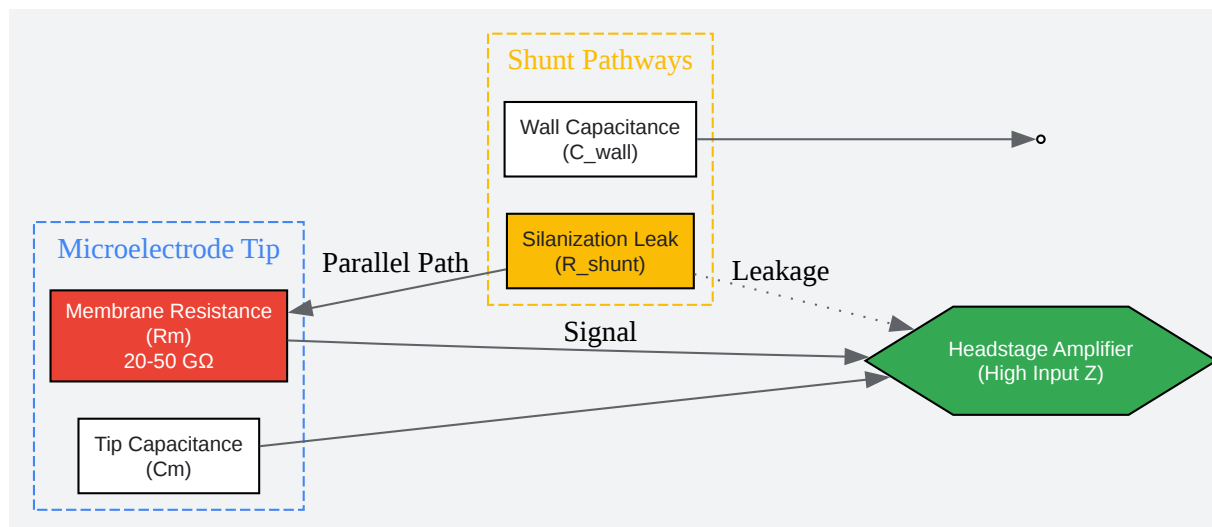 Shunt Pathways
Wall Capacitance
(C_wall)
Silanization Leak
(R_shunt)
Microelectrode Tip
Parallel Path
Leakage
Membrane Resistance
(Rm)
20-50 GΩ
Signal
Headstage Amplifier
(High Input Z)
Tip Capacitance
(Cm)